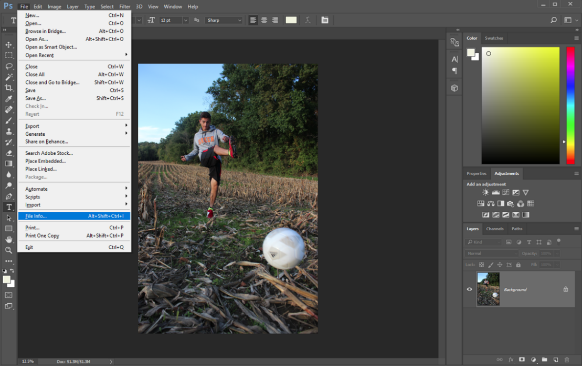 Ps File Edit Image Layer Type Select Filter 3D View Window Help
T 12 pt Sharp
New... Ctrl+N
Open... Ctrl+O
Browse in Bridge... Alt+Ctrl+O
Open As... Alt+Shift+Ctrl+O
Open as Smart Object...
Open Recent
Close Ctrl+W
Close All Alt+Ctrl+W
Close and Go to Bridge... Shift+Ctrl+W
Save Ctrl+S
Save As... Shift+Ctrl+S
Check In...
Revert F12
Export
Generate
Share on Behance...
Search Adobe Stock...
Place Embedded...
Place Linked...
Package...
Automate
Scripts
Import
File Info... Alt+Shift+Ctrl+I
Print... Ctrl+P
Print One Copy Alt+Shift+Ctrl+P
Exit Ctrl+Q
Color Swatches
Properties Adjustments
Add an adjustment
Layers Channels Paths
Kind
Normal Opacity:
Lock: Fill:
Background